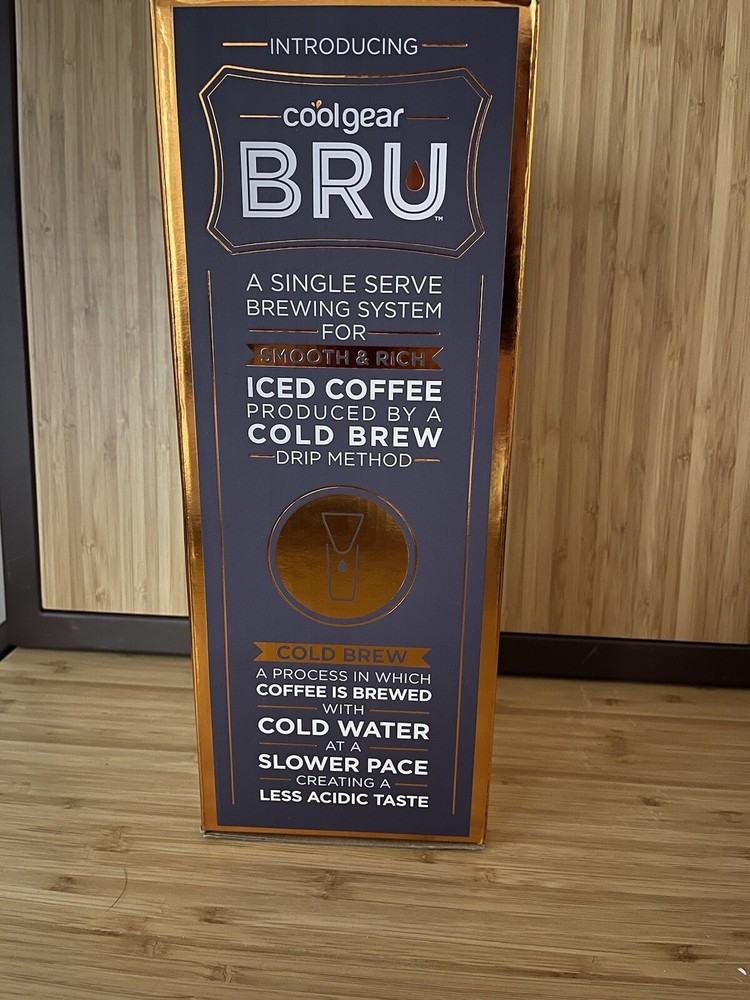 INTRODUCING
coolgear
BRU™
A SINGLE SERVE
BREWING SYSTEM
FOR
SMOOTH & RICH
ICED COFFEE
PRODUCED BY A
COLD BREW
DRIP METHOD
COLD BREW
A PROCESS IN WHICH
COFFEE IS BREWED
WITH
COLD WATER
AT A
SLOWER PACE
CREATING A
LESS ACIDIC TASTE